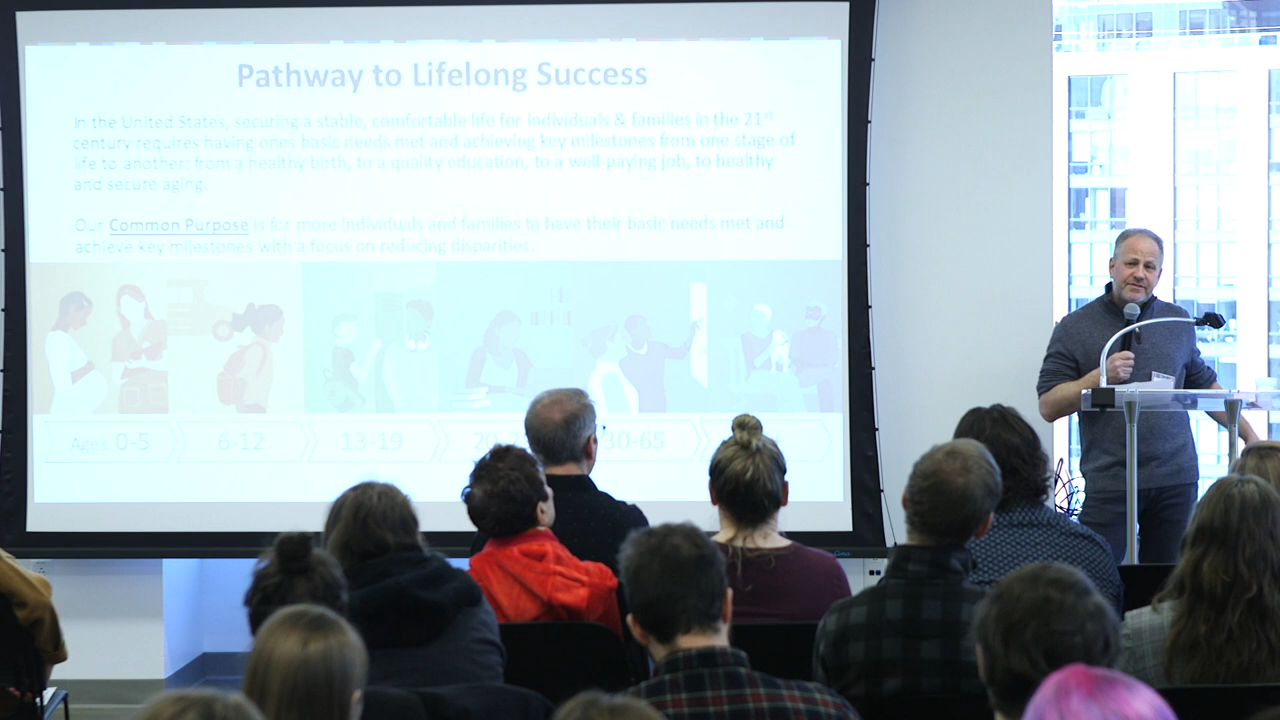 Pathway to Lifelong Success
In the United States, securing a stable, comfortable life for individuals & families in the 21st
century requires having ones basic needs met and achieving key milestones from one stage of
life to another: from a healthy birth, to a quality education, to a well-paying job, to healthy
and secure aging.
Our Common Purpose is for more individuals and families to have their basic needs met and
achieve key milestones with a focus on reducing disparities.
Ages 0-5 6-12 13-19 30-65